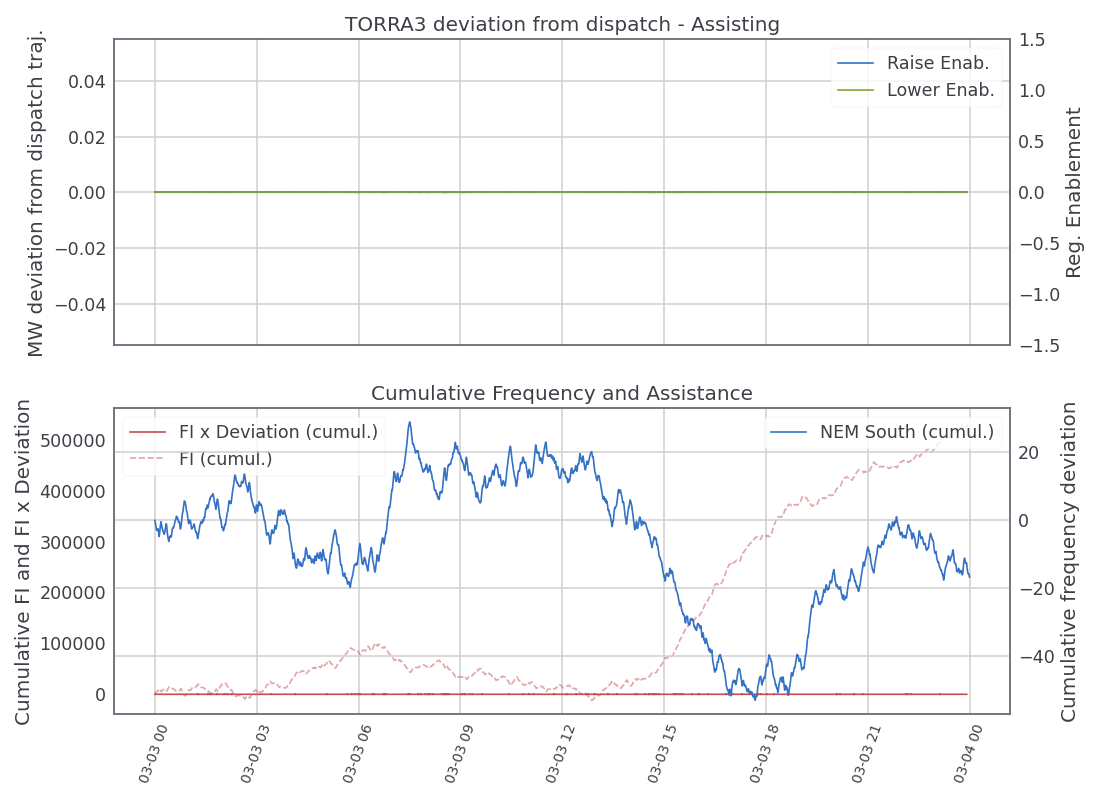 TORRA3 deviation from dispatch - Assisting
MW deviation from dispatch traj.
0.04
0.02
0.00
−0.02
−0.04
Raise Enab.
Lower Enab.
1.5
1.0
0.5
0.0
−0.5
−1.0
−1.5
Reg. Enablement
Cumulative Frequency and Assistance
Cumulative FI and FI x Deviation
500000
400000
300000
200000
100000
0
FI x Deviation (cumul.)
FI (cumul.)
NEM South (cumul.)
20
0
−20
−40
Cumulative frequency deviation
03-03 00
03-03 03
03-03 06
03-03 09
03-03 12
03-03 15
03-03 18
03-03 21
03-04 00